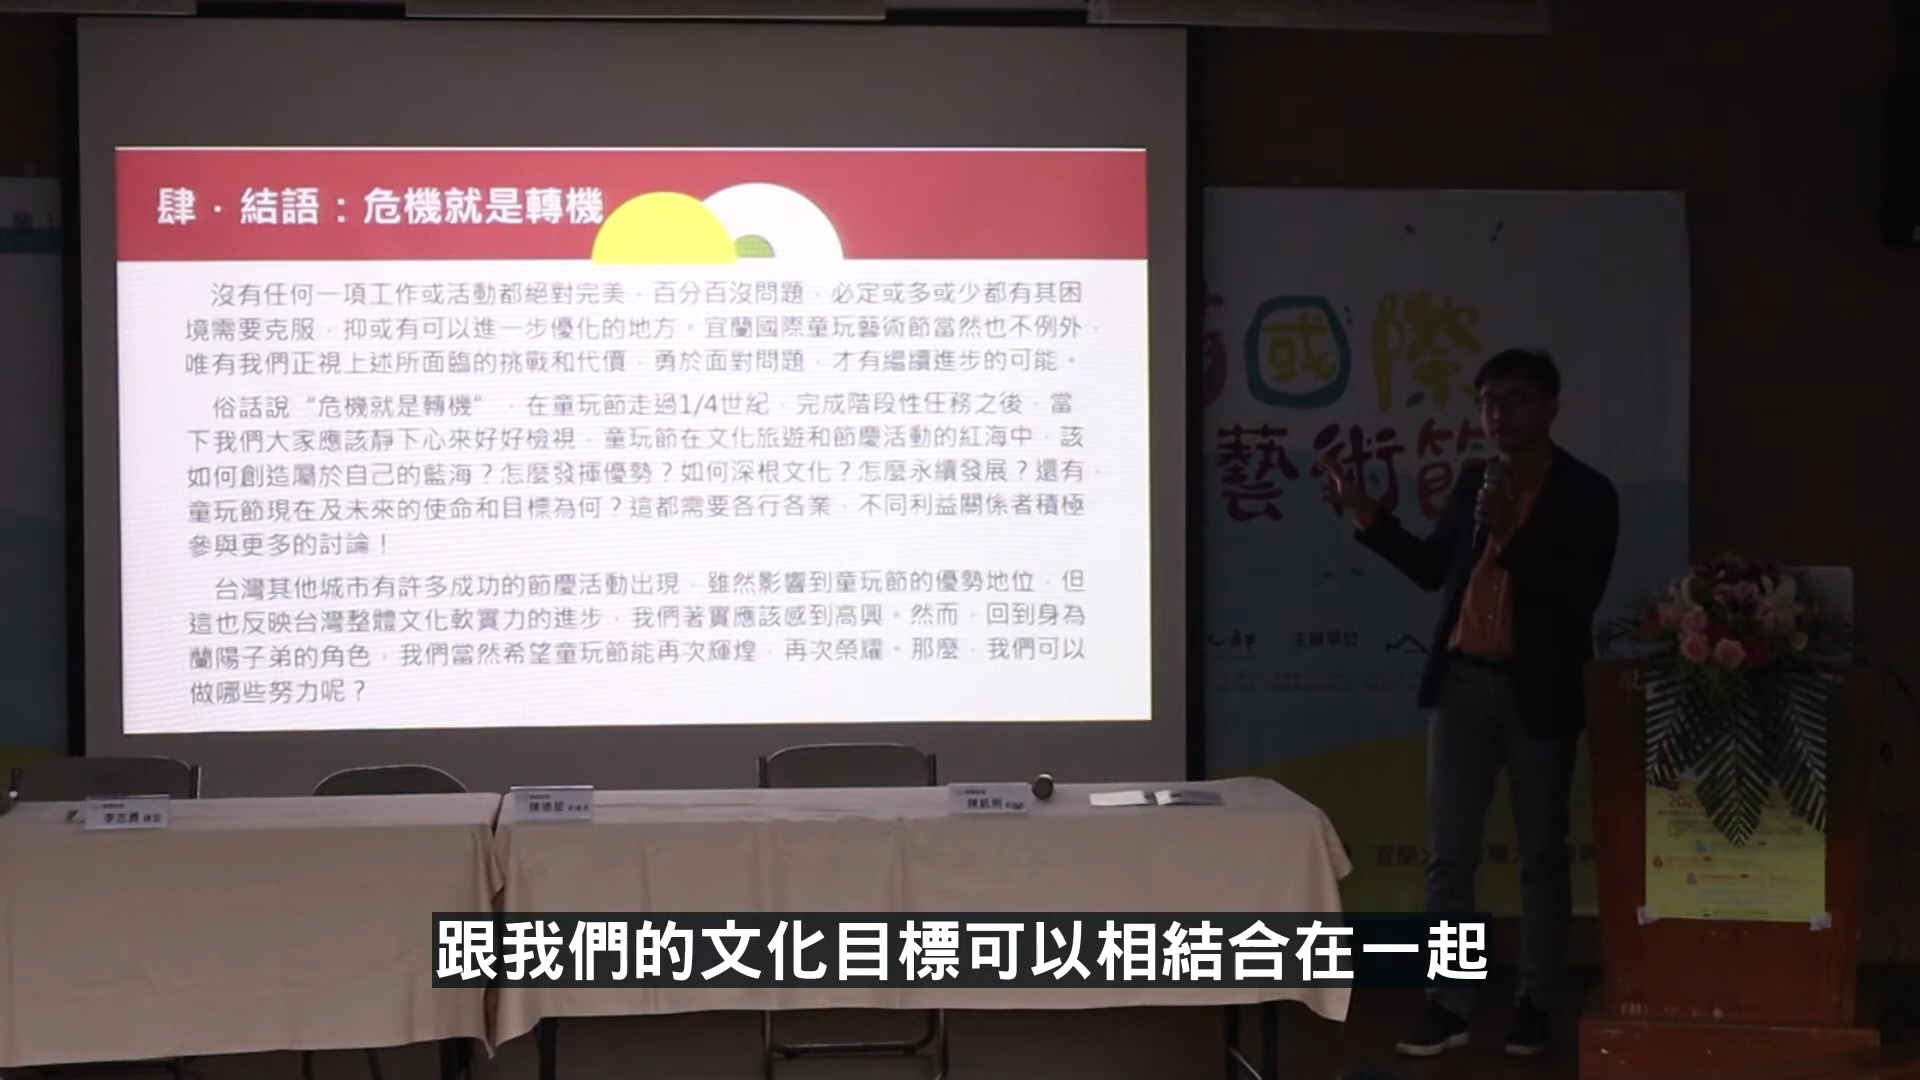 肆．結語：危機就是轉機
沒有任何一項工作或活動都絕對完美，百分百沒問題，必定或多或少都有其困
境需要克服，抑或有可以進一步優化的地方。宜蘭國際童玩藝術節當然也不例外，
唯有我們正視上述所面臨的挑戰和代價，勇於面對問題，才有繼續進步的可能。
俗話說“危機就是轉機”，在童玩節走過1/4世紀，完成階段性任務之後，當
下我們大家應該靜下心來好好檢視，童玩節在文化旅遊和節慶活動的紅海中，該
如何創造屬於自己的藍海？怎麼發揮優勢？如何深根文化？怎麼永續發展？還有，
童玩節現在及未來的使命和目標為何？這都需要各行各業、不同利益關係者積極
參與更多的討論！
台灣其他城市有許多成功的節慶活動出現，雖然影響到童玩節的優勢地位，但
這也反映台灣整體文化軟實力的進步，我們著實應該感到高興。然而，回到身為
蘭陽子弟的角色，我們當然希望童玩節能再次輝煌，再次榮耀。那麼，我們可以
做哪些努力呢？
國際
藝術節
主辦單位
宜蘭
李志勇
跟我們的文化目標可以相結合在一起